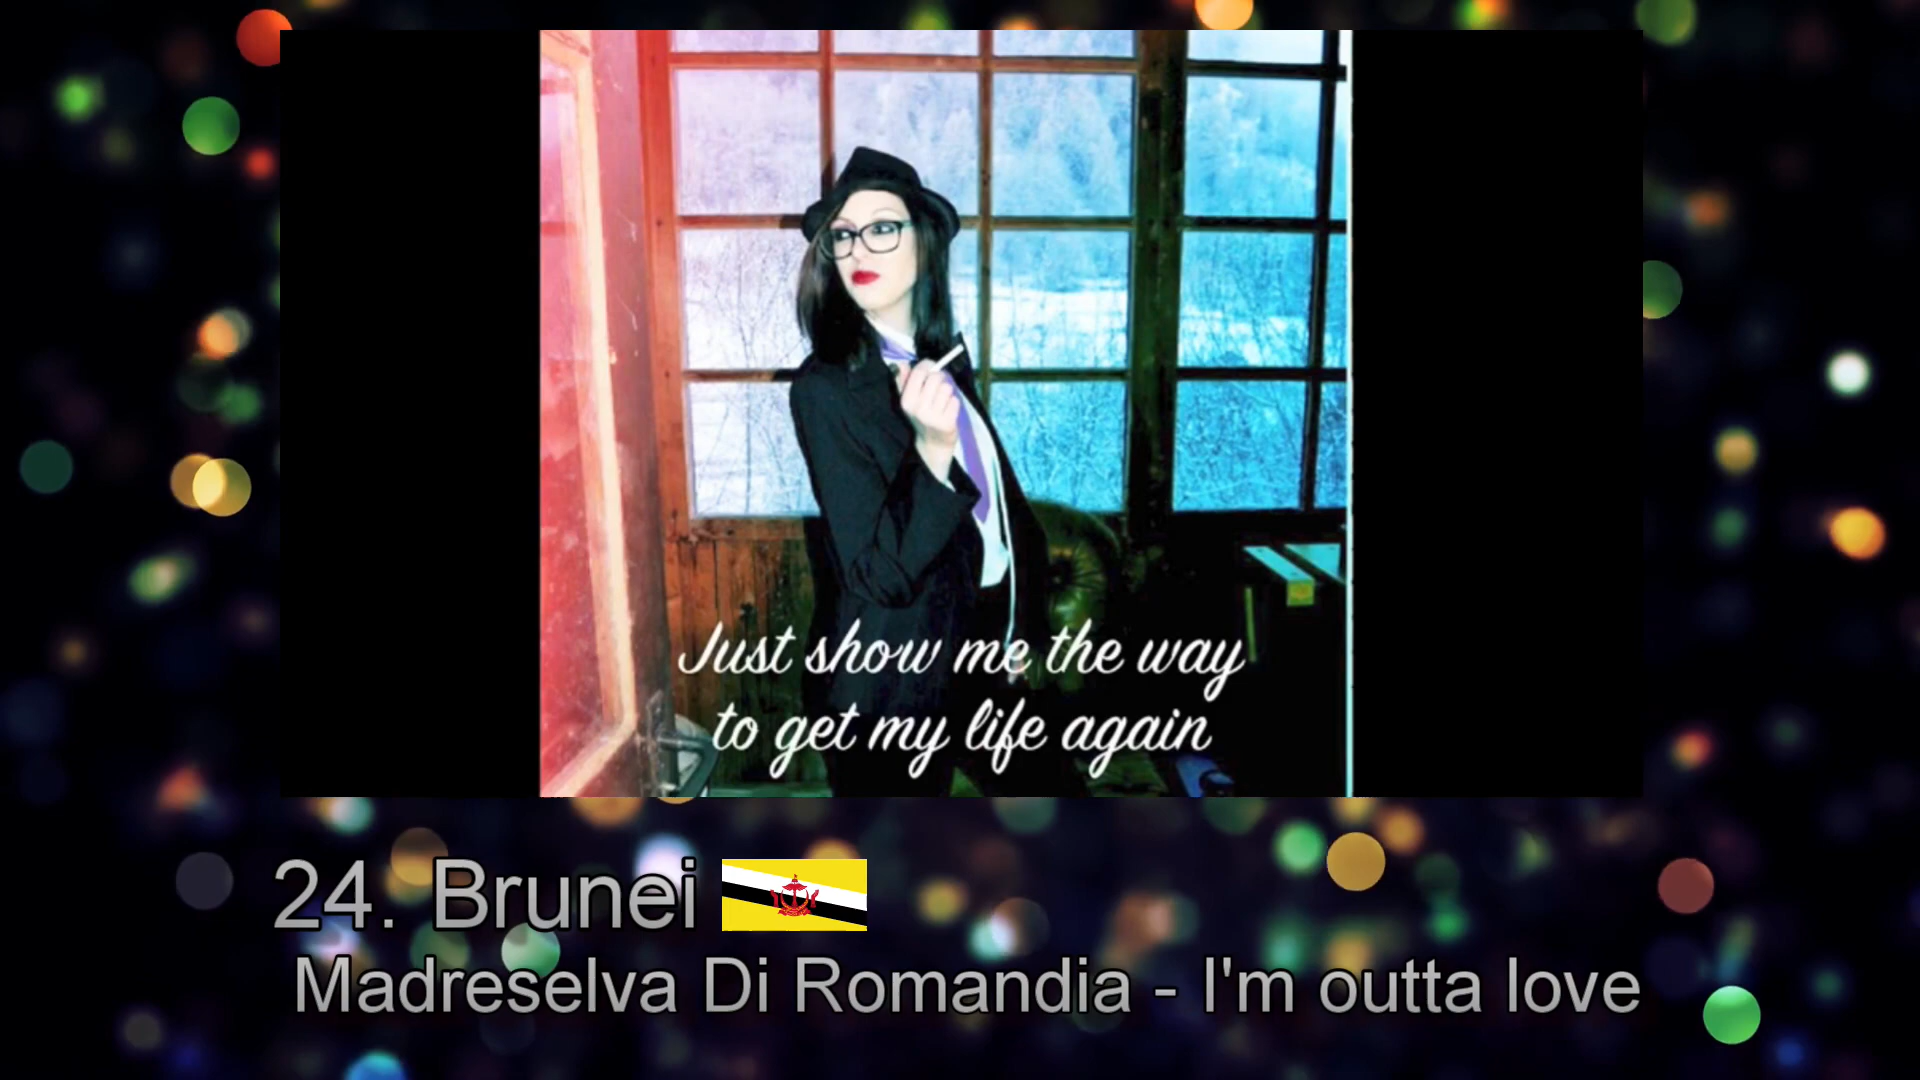 Just show me the way
to get my life again
24. Brunei
Madreselva Di Romandia - I'm outta love